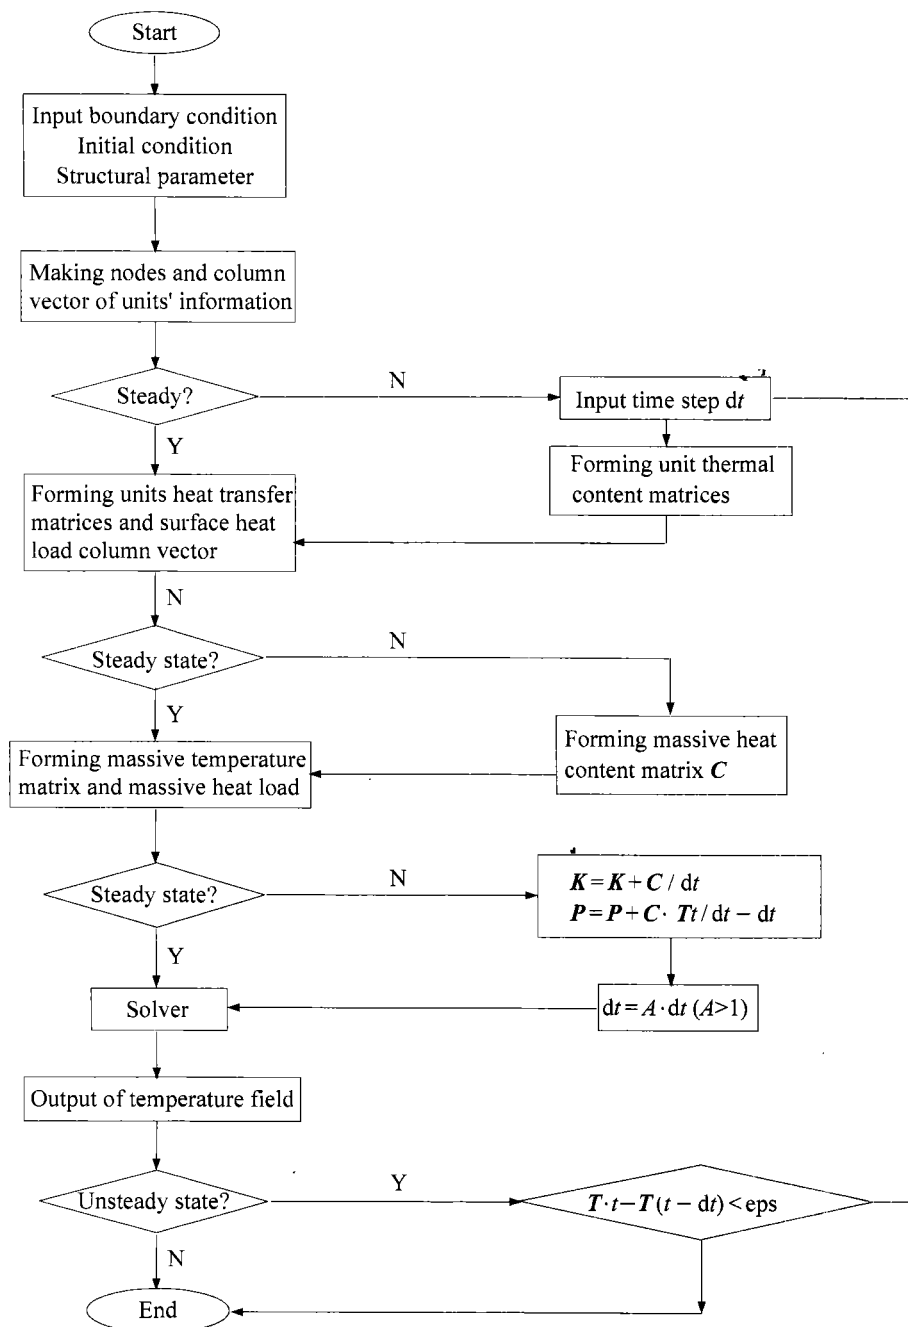 Start
Input boundary condition
Initial condition
Structural parameter
Making nodes and column
vector of units' information
Steady?
N
Input time step dt
Y
Forming unit thermal
content matrices
Forming units heat transfer
matrices and surface heat
load column vector
N
Steady state?
N
Y
Forming massive heat
content matrix C
Forming massive temperature
matrix and massive heat load
Steady state?
N
K=K+C / dt
P=P+C· Tt/dt − dt
Y
Solver
dt=A·dt (A>1)
Output of temperature field
Unsteady state?
Y
T·t−T(t − dt)<eps
N
End